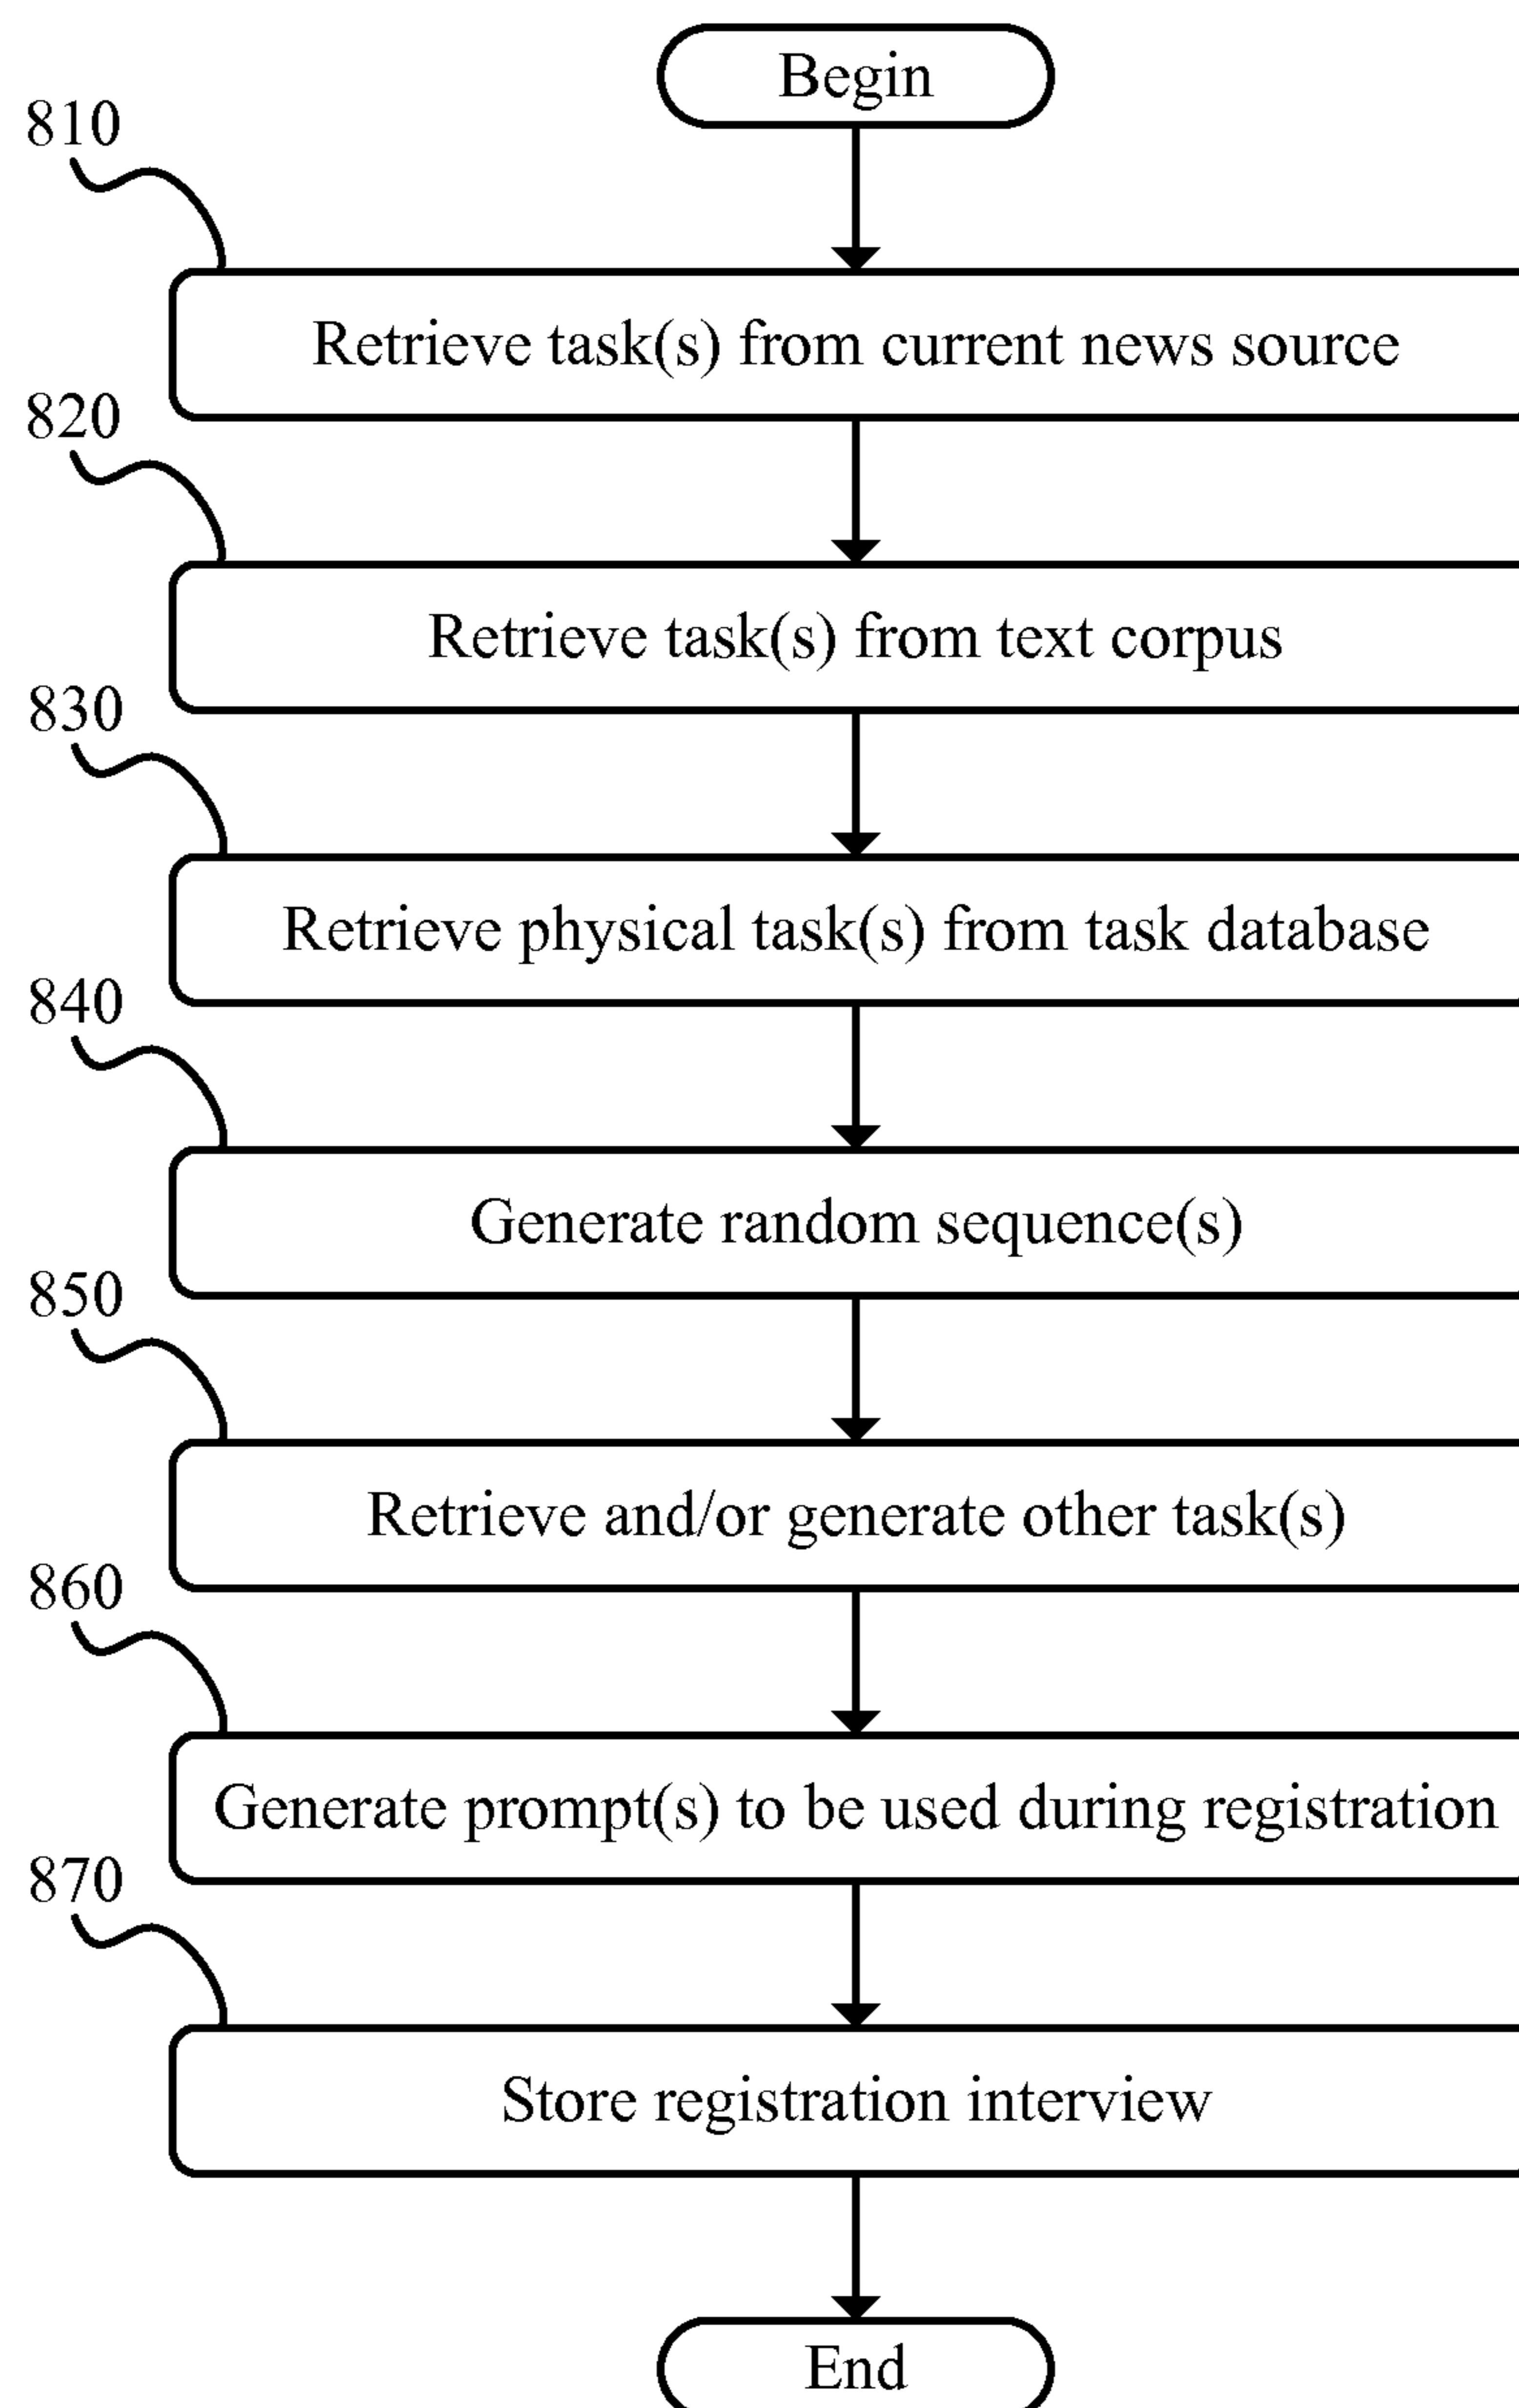 Begin
810
Retrieve task(s) from current news source
820
Retrieve task(s) from text corpus
830
Retrieve physical task(s) from task database
840
Generate random sequence(s)
850
Retrieve and/or generate other task(s)
860
Generate prompt(s) to be used during registration
870
Store registration interview
End